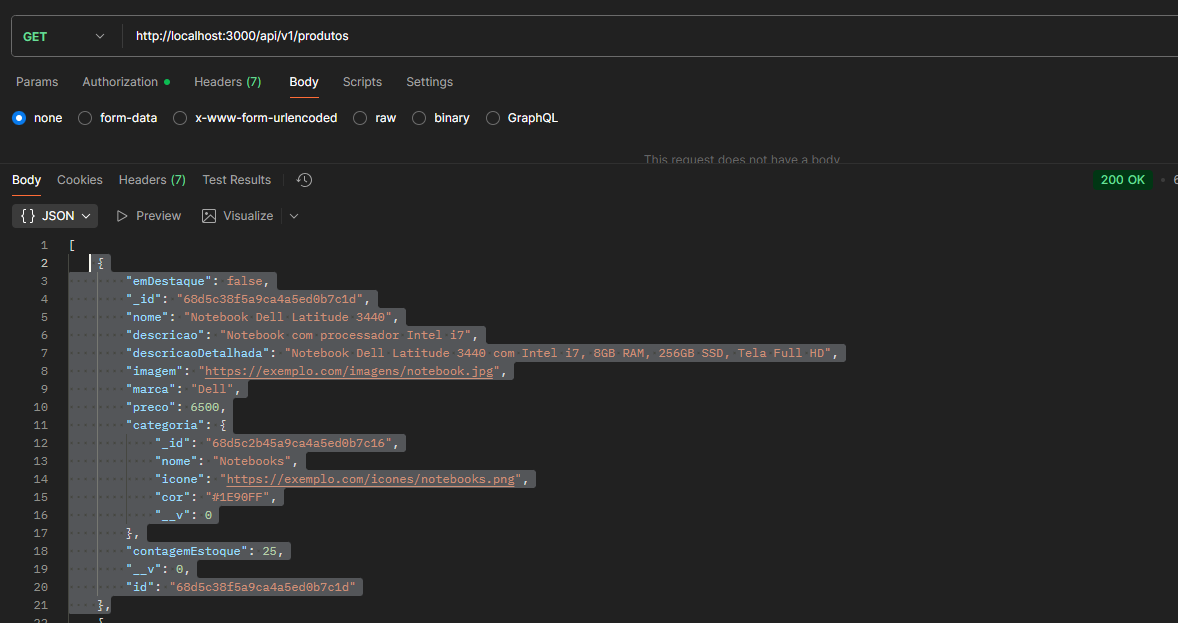 GET http://localhost:3000/api/v1/produtos
Params Authorization Headers (7) Body Scripts Settings
none form-data x-www-form-urlencoded raw binary GraphQL
This request does not have a body
Body Cookies Headers (7) Test Results 200 OK
{} JSON Preview Visualize
1 [
2 {
3 "emDestaque": false,
4 "_id": "68d5c38f5a9ca4a5ed0b7c1d",
5 "nome": "Notebook Dell Latitude 3440",
6 "descricao": "Notebook com processador Intel i7",
7 "descricaoDetalhada": "Notebook Dell Latitude 3440 com Intel i7, 8GB RAM, 256GB SSD, Tela Full HD",
8 "imagem": "https://exemplo.com/imagens/notebook.jpg",
9 "marca": "Dell",
10 "preco": 6500,
11 "categoria": {
12 "_id": "68d5c2b45a9ca4a5ed0b7c16",
13 "nome": "Notebooks",
14 "icone": "https://exemplo.com/icones/notebooks.png",
15 "cor": "#1E90FF",
16 "__v": 0
17 },
18 "contagemEstoque": 25,
19 "__v": 0,
20 "id": "68d5c38f5a9ca4a5ed0b7c1d"
21 },
22 {